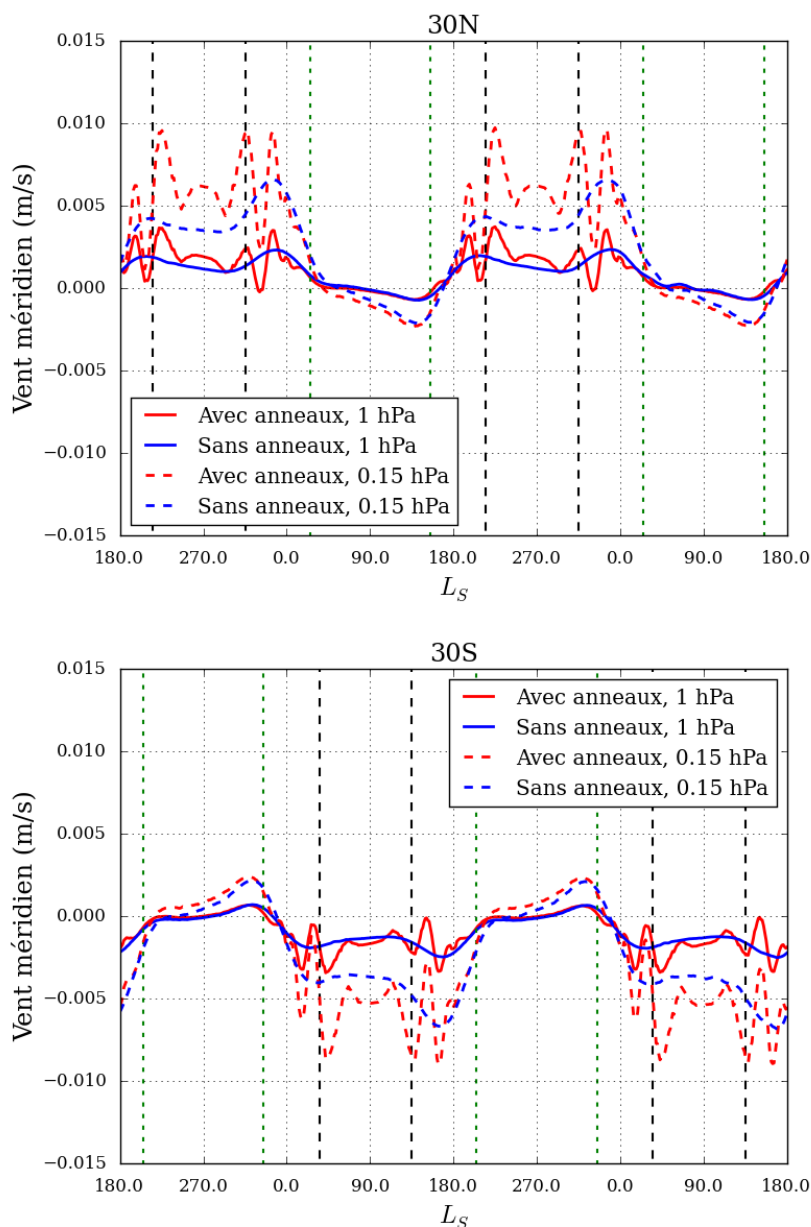 30N
0.015
0.010
0.005
0.000
−0.005
−0.010
−0.015
Vent méridien (m/s)
Avec anneaux, 1 hPa
Sans anneaux, 1 hPa
Avec anneaux, 0.15 hPa
Sans anneaux, 0.15 hPa
180.0 270.0 0.0 90.0 180.0 270.0 0.0 90.0 180.0
L_S
30S
0.015
0.010
0.005
0.000
−0.005
−0.010
−0.015
Vent méridien (m/s)
Avec anneaux, 1 hPa
Sans anneaux, 1 hPa
Avec anneaux, 0.15 hPa
Sans anneaux, 0.15 hPa
180.0 270.0 0.0 90.0 180.0 270.0 0.0 90.0 180.0
L_S